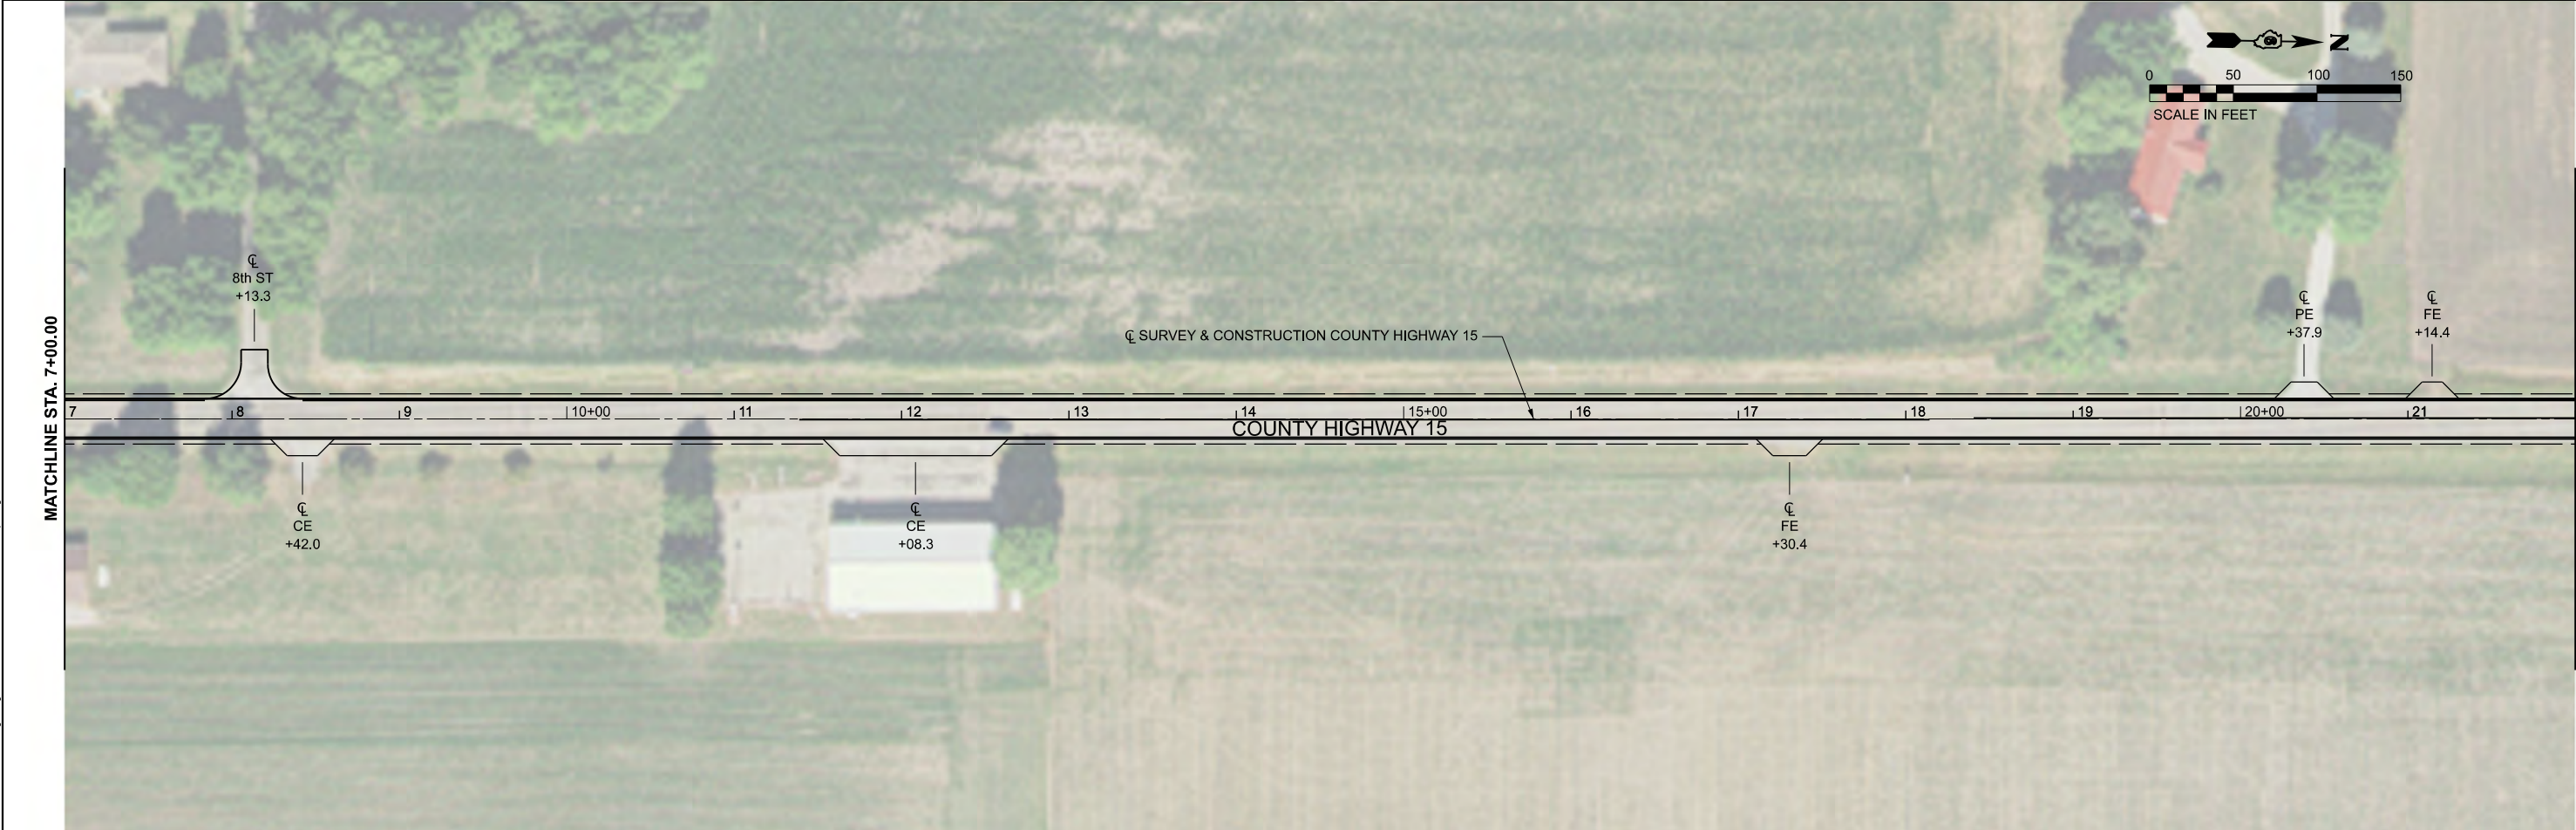 N
0 50 100 150
SCALE IN FEET
℄
8th ST
+13.3
℄
PE
+37.9
℄
FE
+14.4
℄ SURVEY & CONSTRUCTION COUNTY HIGHWAY 15
MATCHLINE STA. 7+00.00
7 8 9 10+00 11 12 13 14 15+00 16 17 18 19 20+00 21
COUNTY HIGHWAY 15
℄
CE
+42.0
℄
CE
+08.3
℄
FE
+30.4